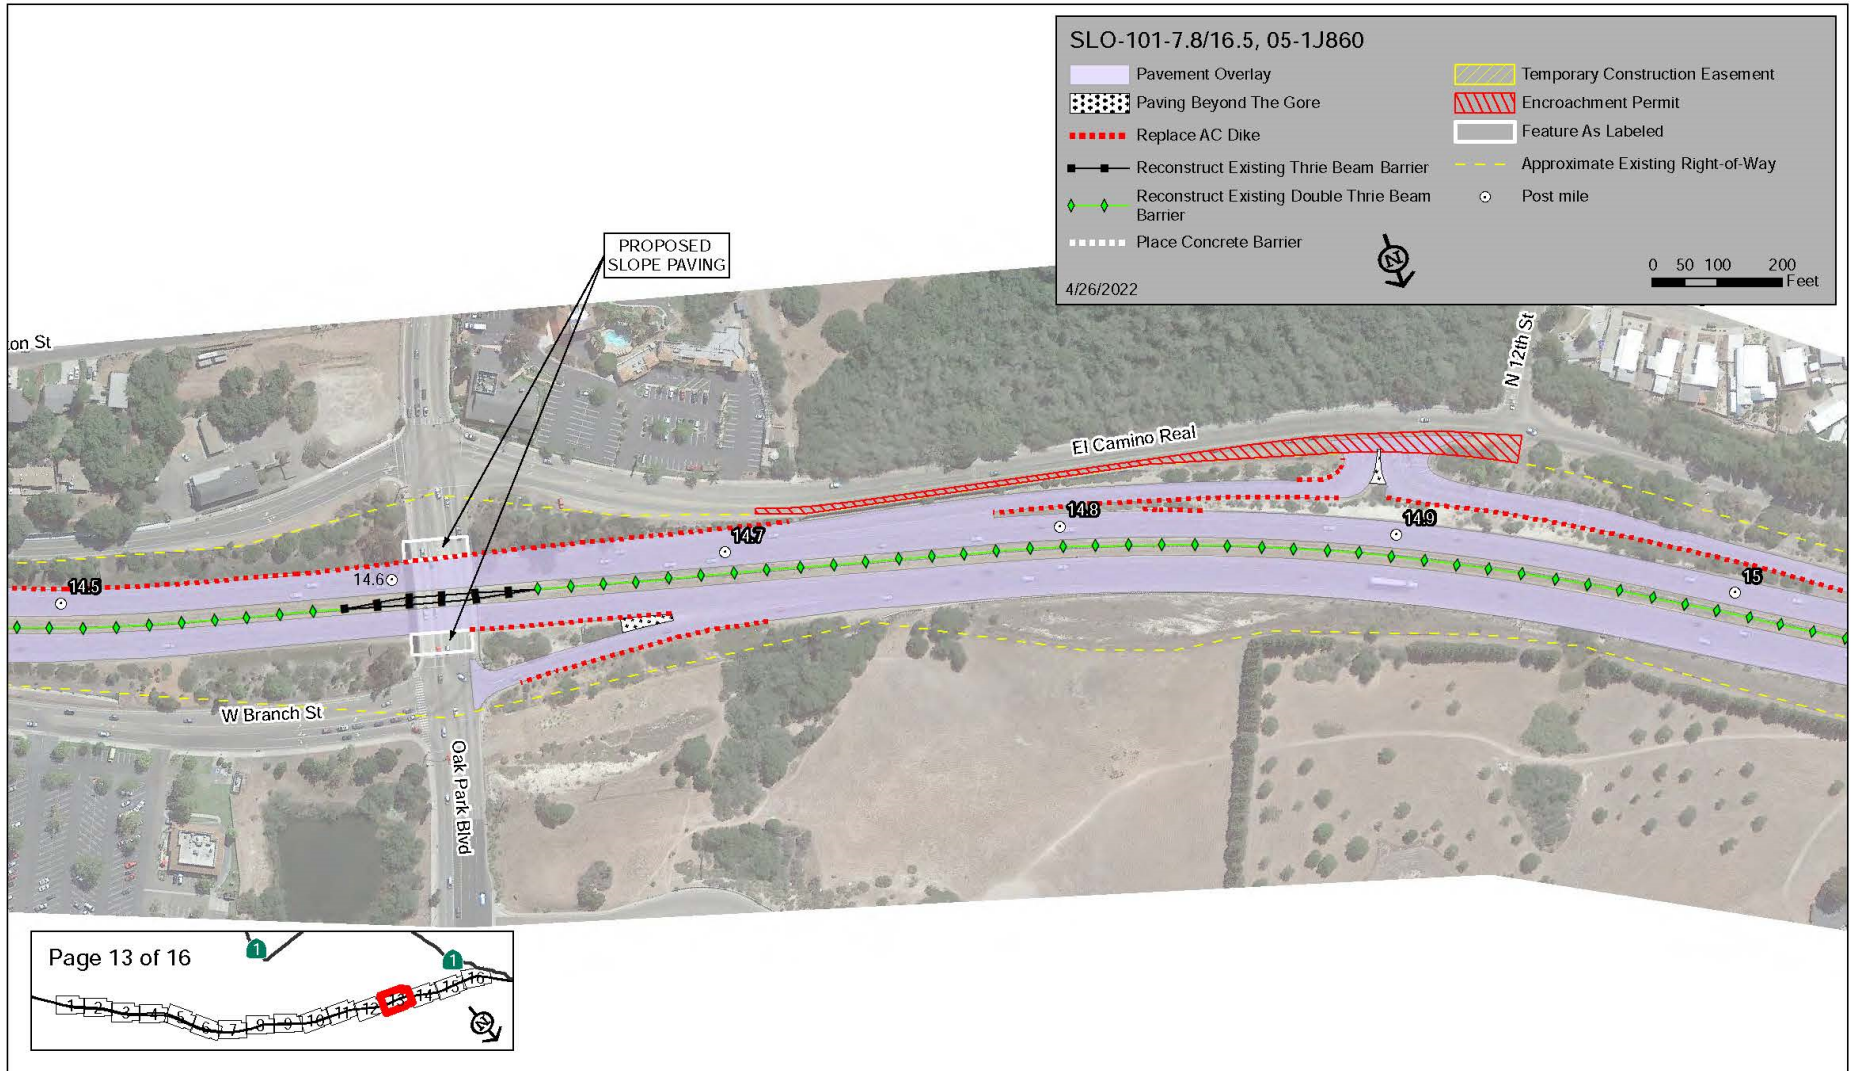 SLO-101-7.8/16.5, 05-1J860
Pavement Overlay
Paving Beyond The Gore
Replace AC Dike
Reconstruct Existing Thrie Beam Barrier
Reconstruct Existing Double Thrie Beam
Barrier
Place Concrete Barrier
Temporary Construction Easement
Encroachment Permit
Feature As Labeled
Approximate Existing Right-of-Way
Post mile
N
0 50 100 200
Feet
4/26/2022
PROPOSED
SLOPE PAVING
on St
N 12th St
El Camino Real
14.5
14.6
14.7
14.8
14.9
15
W Branch St
Oak Park Blvd
Page 13 of 16
1
1
1 2 3 4 5 6 7 8 9 10 11 12 13 14 15 16
N